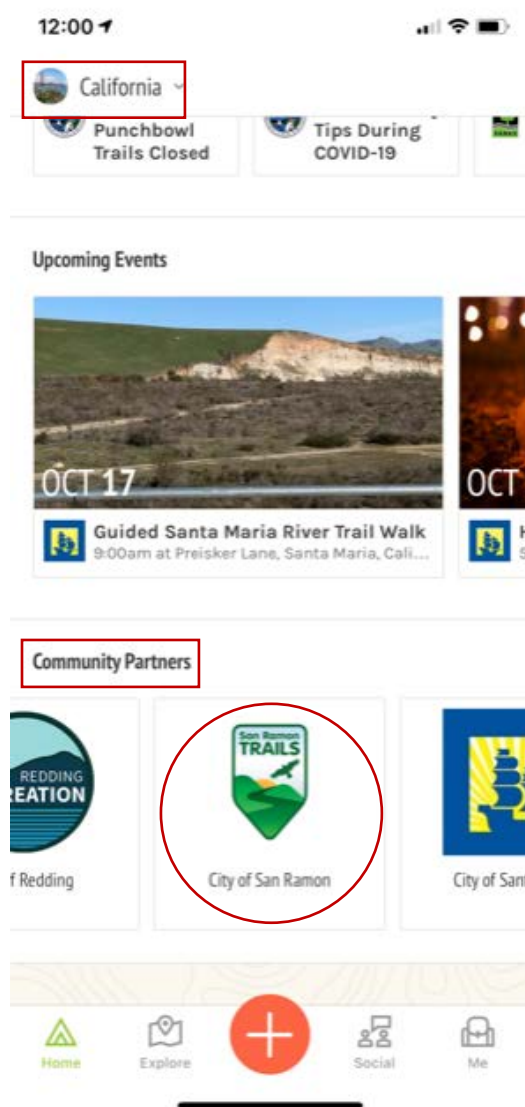 12:00
California
Punchbowl
Trails Closed
Tips During
COVID-19
PARKS
Upcoming Events
OCT 17
Guided Santa Maria River Trail Walk
9:00am at Preisker Lane, Santa Maria, Cali...
OCT
H
Community Partners
REDDING
EATION
f Redding
San Ramon
TRAILS
City of San Ramon
City of San
Home
Explore
Social
Me